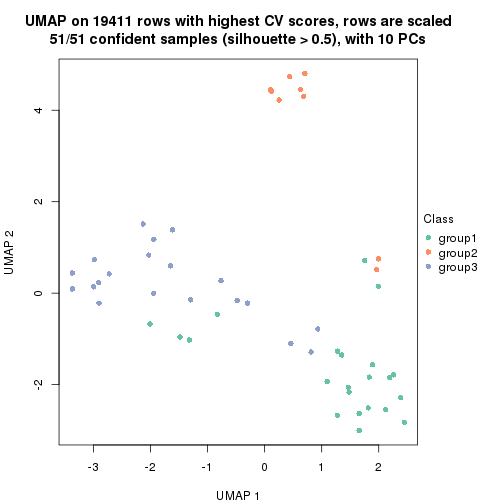 UMAP on 19411 rows with highest CV scores, rows are scaled
51/51 confident samples (silhouette > 0.5), with 10 PCs
UMAP 2
4
2
0
-2
-3
-2
-1
0
1
2
UMAP 1
Class
group1
group2
group3